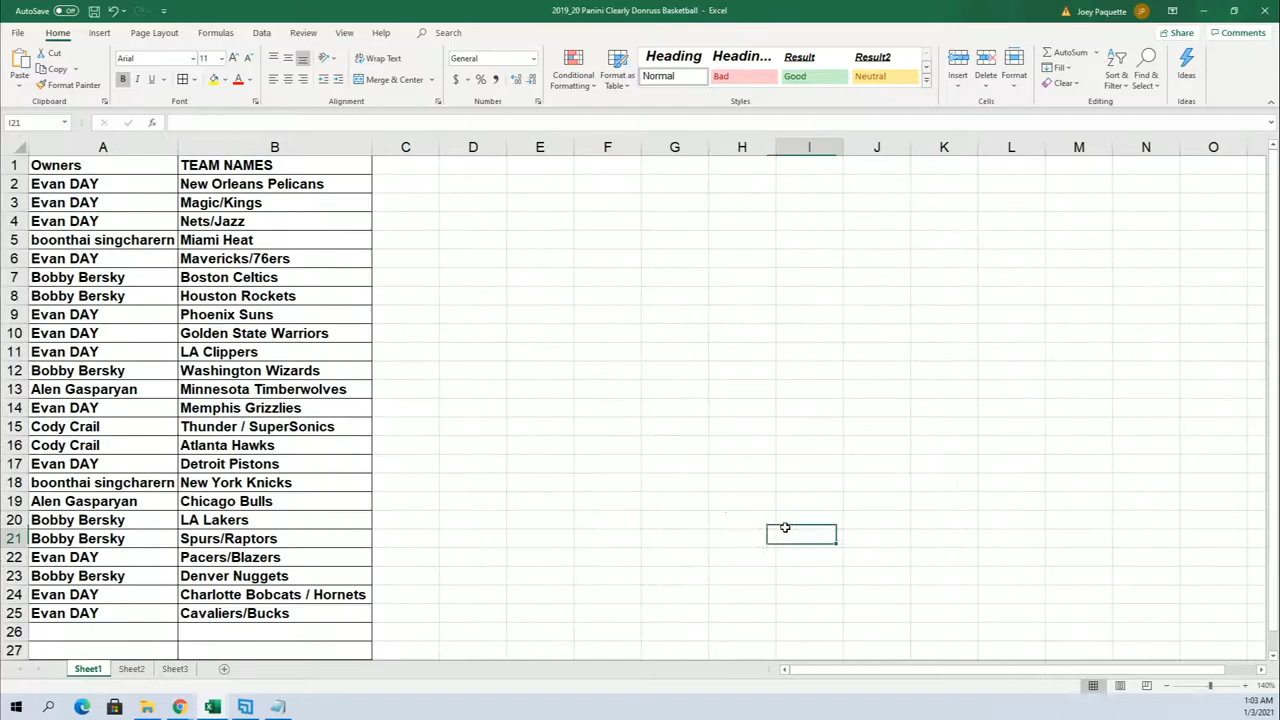 AutoSave Off 2019_20 Panini Clearly Donruss Basketball - Excel Joey Paquette JP
File Home Insert Page Layout Formulas Data Review View Help Search Share Comments
Paste Cut Copy Format Painter Clipboard
Arial 11 B I U A Font
Wrap Text Merge & Center Alignment
General $ % , Number
Conditional Formatting Format as Table
Heading Headin... Result Result2
Normal Bad Good Neutral Styles
Insert Delete Format Cells
AutoSum Fill Clear Sort & Filter Find & Select Editing
Ideas Ideas
I21 fx
A B C D E F G H I J K L M N O
1 Owners TEAM NAMES
2 Evan DAY New Orleans Pelicans
3 Evan DAY Magic/Kings
4 Evan DAY Nets/Jazz
5 boonthai singcharern Miami Heat
6 Evan DAY Mavericks/76ers
7 Bobby Bersky Boston Celtics
8 Bobby Bersky Houston Rockets
9 Evan DAY Phoenix Suns
10 Evan DAY Golden State Warriors
11 Evan DAY LA Clippers
12 Bobby Bersky Washington Wizards
13 Alen Gasparyan Minnesota Timberwolves
14 Evan DAY Memphis Grizzlies
15 Cody Crail Thunder / SuperSonics
16 Cody Crail Atlanta Hawks
17 Evan DAY Detroit Pistons
18 boonthai singcharern New York Knicks
19 Alen Gasparyan Chicago Bulls
20 Bobby Bersky LA Lakers
21 Bobby Bersky Spurs/Raptors
22 Evan DAY Pacers/Blazers
23 Bobby Bersky Denver Nuggets
24 Evan DAY Charlotte Bobcats / Hornets
25 Evan DAY Cavaliers/Bucks
26
27
Sheet1 Sheet2 Sheet3
140%
1:03 AM
1/3/2021